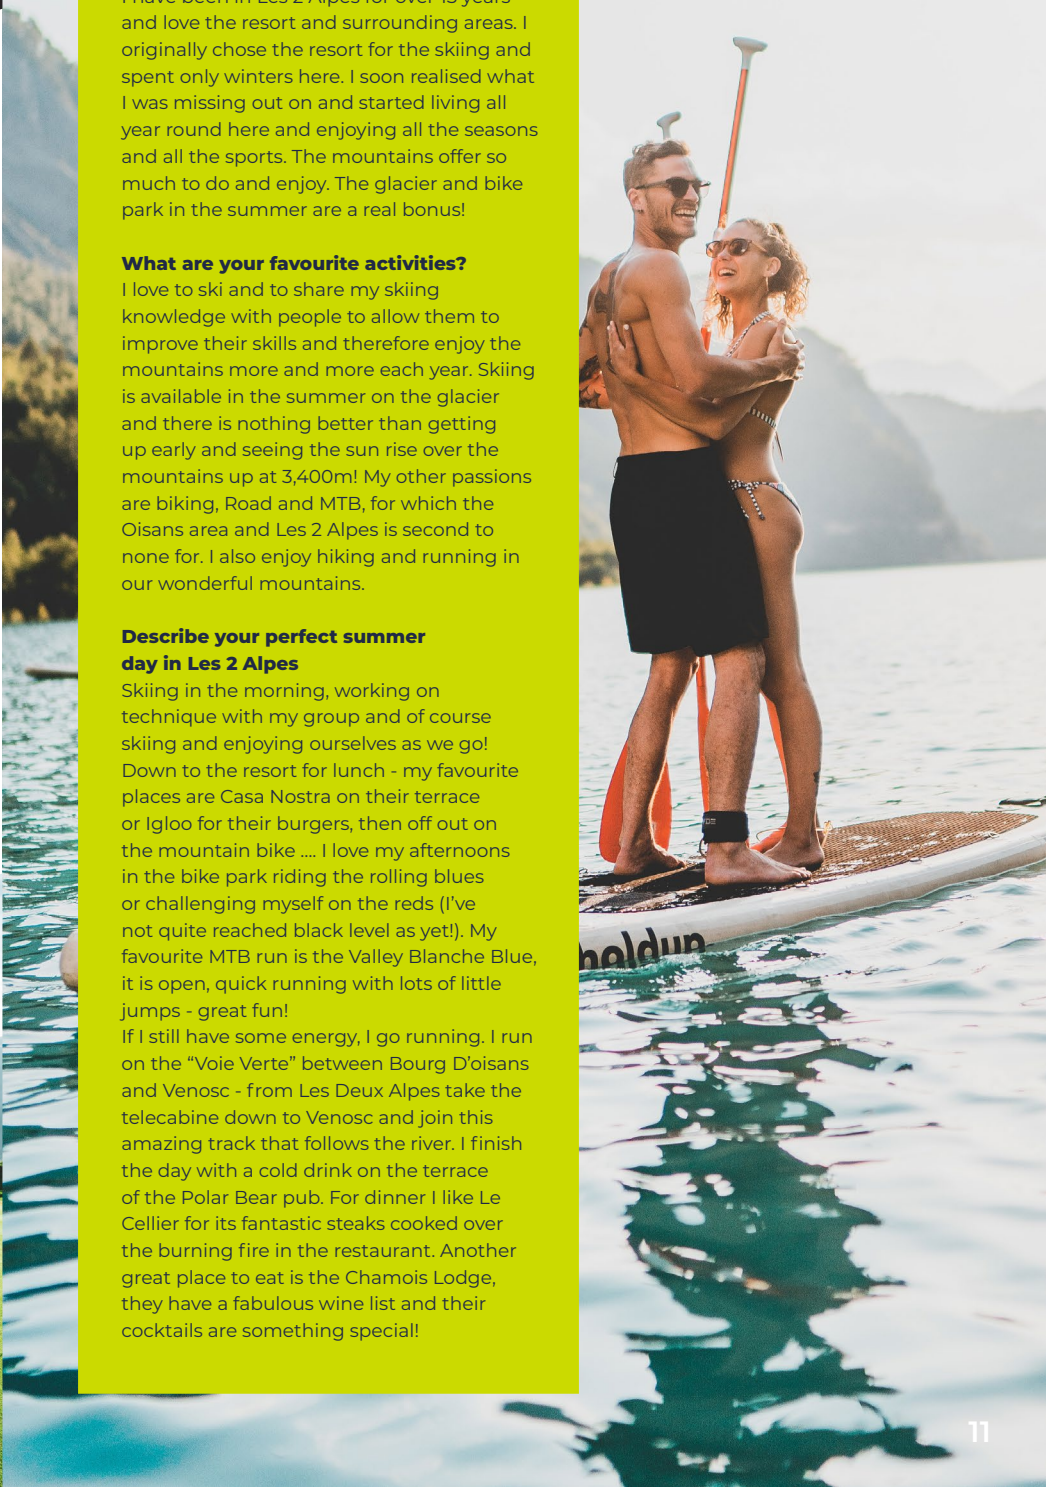 I have been in Les 2 Alpes for over 15 years
and love the resort and surrounding areas. I
originally chose the resort for the skiing and
spent only winters here. I soon realised what
I was missing out on and started living all
year round here and enjoying all the seasons
and all the sports. The mountains offer so
much to do and enjoy. The glacier and bike
park in the summer are a real bonus!
What are your favourite activities?
I love to ski and to share my skiing
knowledge with people to allow them to
improve their skills and therefore enjoy the
mountains more and more each year. Skiing
is available in the summer on the glacier
and there is nothing better than getting
up early and seeing the sun rise over the
mountains up at 3,400m! My other passions
are biking, Road and MTB, for which the
Oisans area and Les 2 Alpes is second to
none for. I also enjoy hiking and running in
our wonderful mountains.
Describe your perfect summer
day in Les 2 Alpes
Skiing in the morning, working on
technique with my group and of course
skiing and enjoying ourselves as we go!
Down to the resort for lunch - my favourite
places are Casa Nostra on their terrace
or Igloo for their burgers, then off out on
the mountain bike .... I love my afternoons
in the bike park riding the rolling blues
or challenging myself on the reds (I've
not quite reached black level as yet!). My
favourite MTB run is the Valley Blanche Blue,
it is open, quick running with lots of little
jumps - great fun!
If I still have some energy, I go running. I run
on the “Voie Verte” between Bourg D'oisans
and Venosc - from Les Deux Alpes take the
telecabine down to Venosc and join this
amazing track that follows the river. I finish
the day with a cold drink on the terrace
of the Polar Bear pub. For dinner I like Le
Cellier for its fantastic steaks cooked over
the burning fire in the restaurant. Another
great place to eat is the Chamois Lodge,
they have a fabulous wine list and their
cocktails are something special!
holdup
11